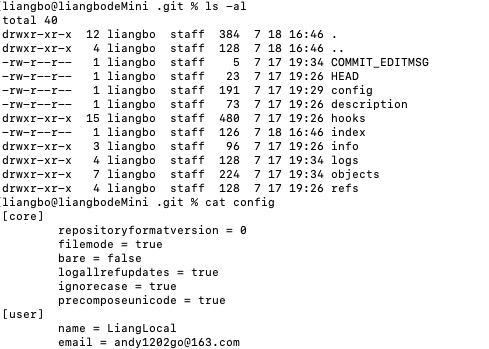 [liangbo@liangbodeMini .git % ls -al
total 40
drwxr-xr-x  12 liangbo  staff  384  7 18 16:46 .
drwxr-xr-x   4 liangbo  staff  128  7 18 16:46 ..
-rw-r--r--   1 liangbo  staff    5  7 17 19:34 COMMIT_EDITMSG
-rw-r--r--   1 liangbo  staff   23  7 17 19:26 HEAD
-rw-r--r--   1 liangbo  staff  191  7 17 19:29 config
-rw-r--r--   1 liangbo  staff   73  7 17 19:26 description
drwxr-xr-x  15 liangbo  staff  480  7 17 19:26 hooks
-rw-r--r--   1 liangbo  staff  126  7 18 16:46 index
drwxr-xr-x   3 liangbo  staff   96  7 17 19:26 info
drwxr-xr-x   4 liangbo  staff  128  7 17 19:34 logs
drwxr-xr-x   7 liangbo  staff  224  7 17 19:34 objects
drwxr-xr-x   4 liangbo  staff  128  7 17 19:26 refs
[liangbo@liangbodeMini .git % cat config
[core]
        repositoryformatversion = 0
        filemode = true
        bare = false
        logallrefupdates = true
        ignorecase = true
        precomposeunicode = true
[user]
        name = LiangLocal
        email = andy1202go@163.com